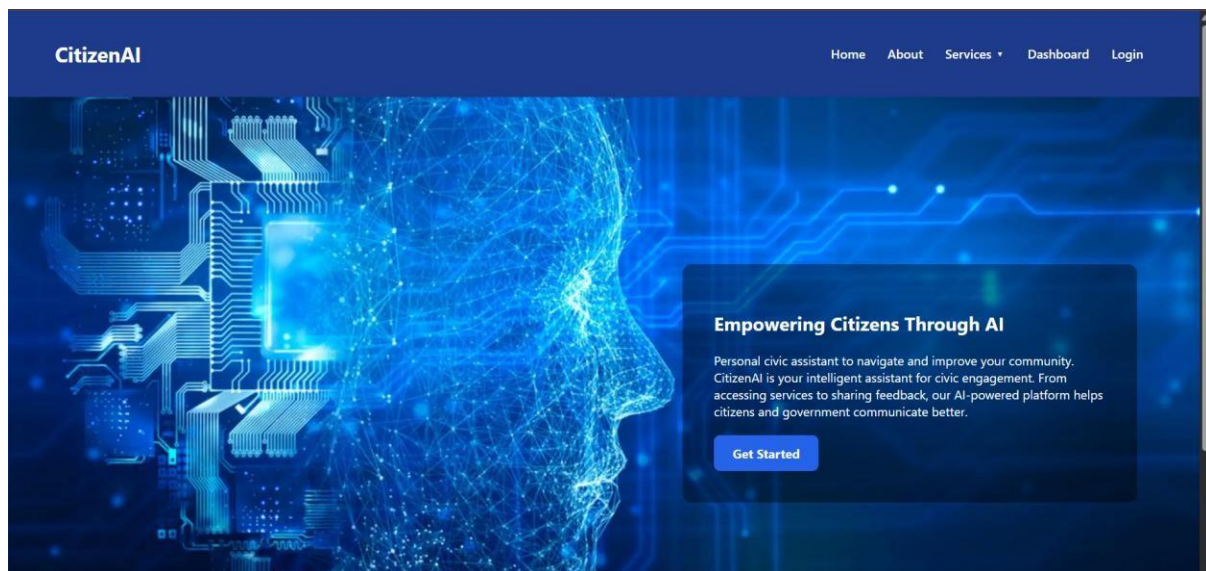 CitizenAI
Home About Services ▾ Dashboard Login
Empowering Citizens Through AI
Personal civic assistant to navigate and improve your community.
CitizenAI is your intelligent assistant for civic engagement. From
accessing services to sharing feedback, our AI-powered platform helps
citizens and government communicate better.
Get Started